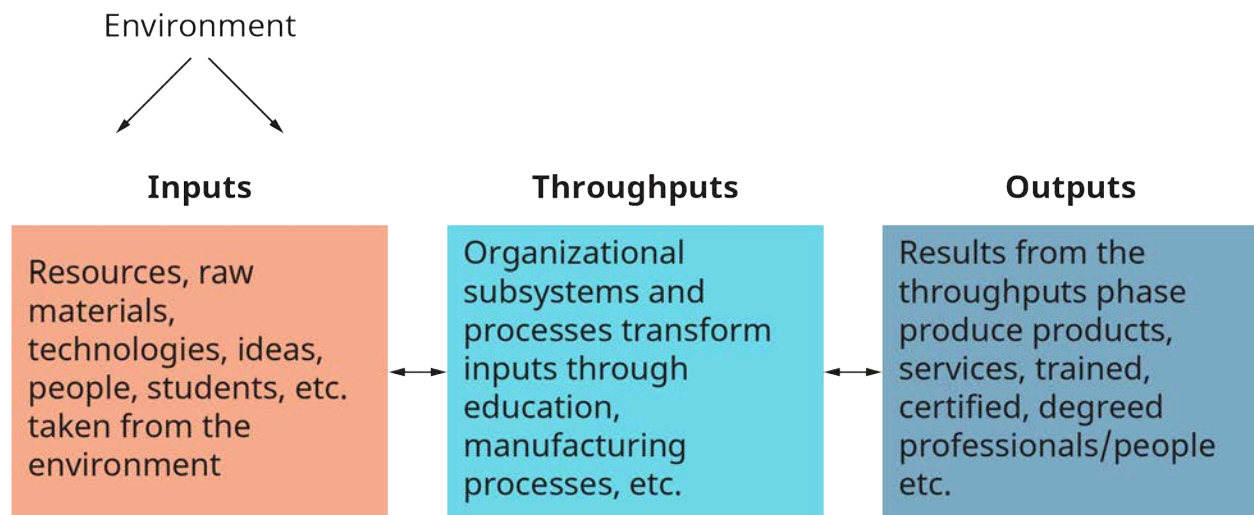 Environment
Inputs
Resources, raw
materials,
technologies, ideas,
people, students, etc.
taken from the
environment
Throughputs
Organizational
subsystems and
processes transform
inputs through
education,
manufacturing
processes, etc.
Outputs
Results from the
throughputs phase
produce products,
services, trained,
certified, degreed
professionals/people
etc.